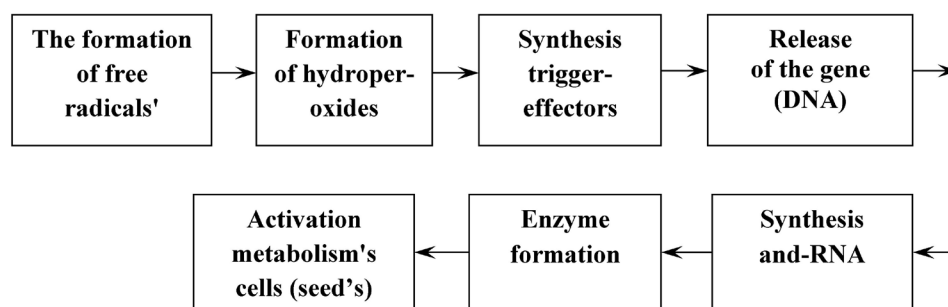 The formation
of free
radicals'
Formation
of hydroper-
oxides
Synthesis
trigger-
effectors
Release
of the gene
(DNA)
Synthesis
and-RNA
Enzyme
formation
Activation
metabolism's
cells (seed's)